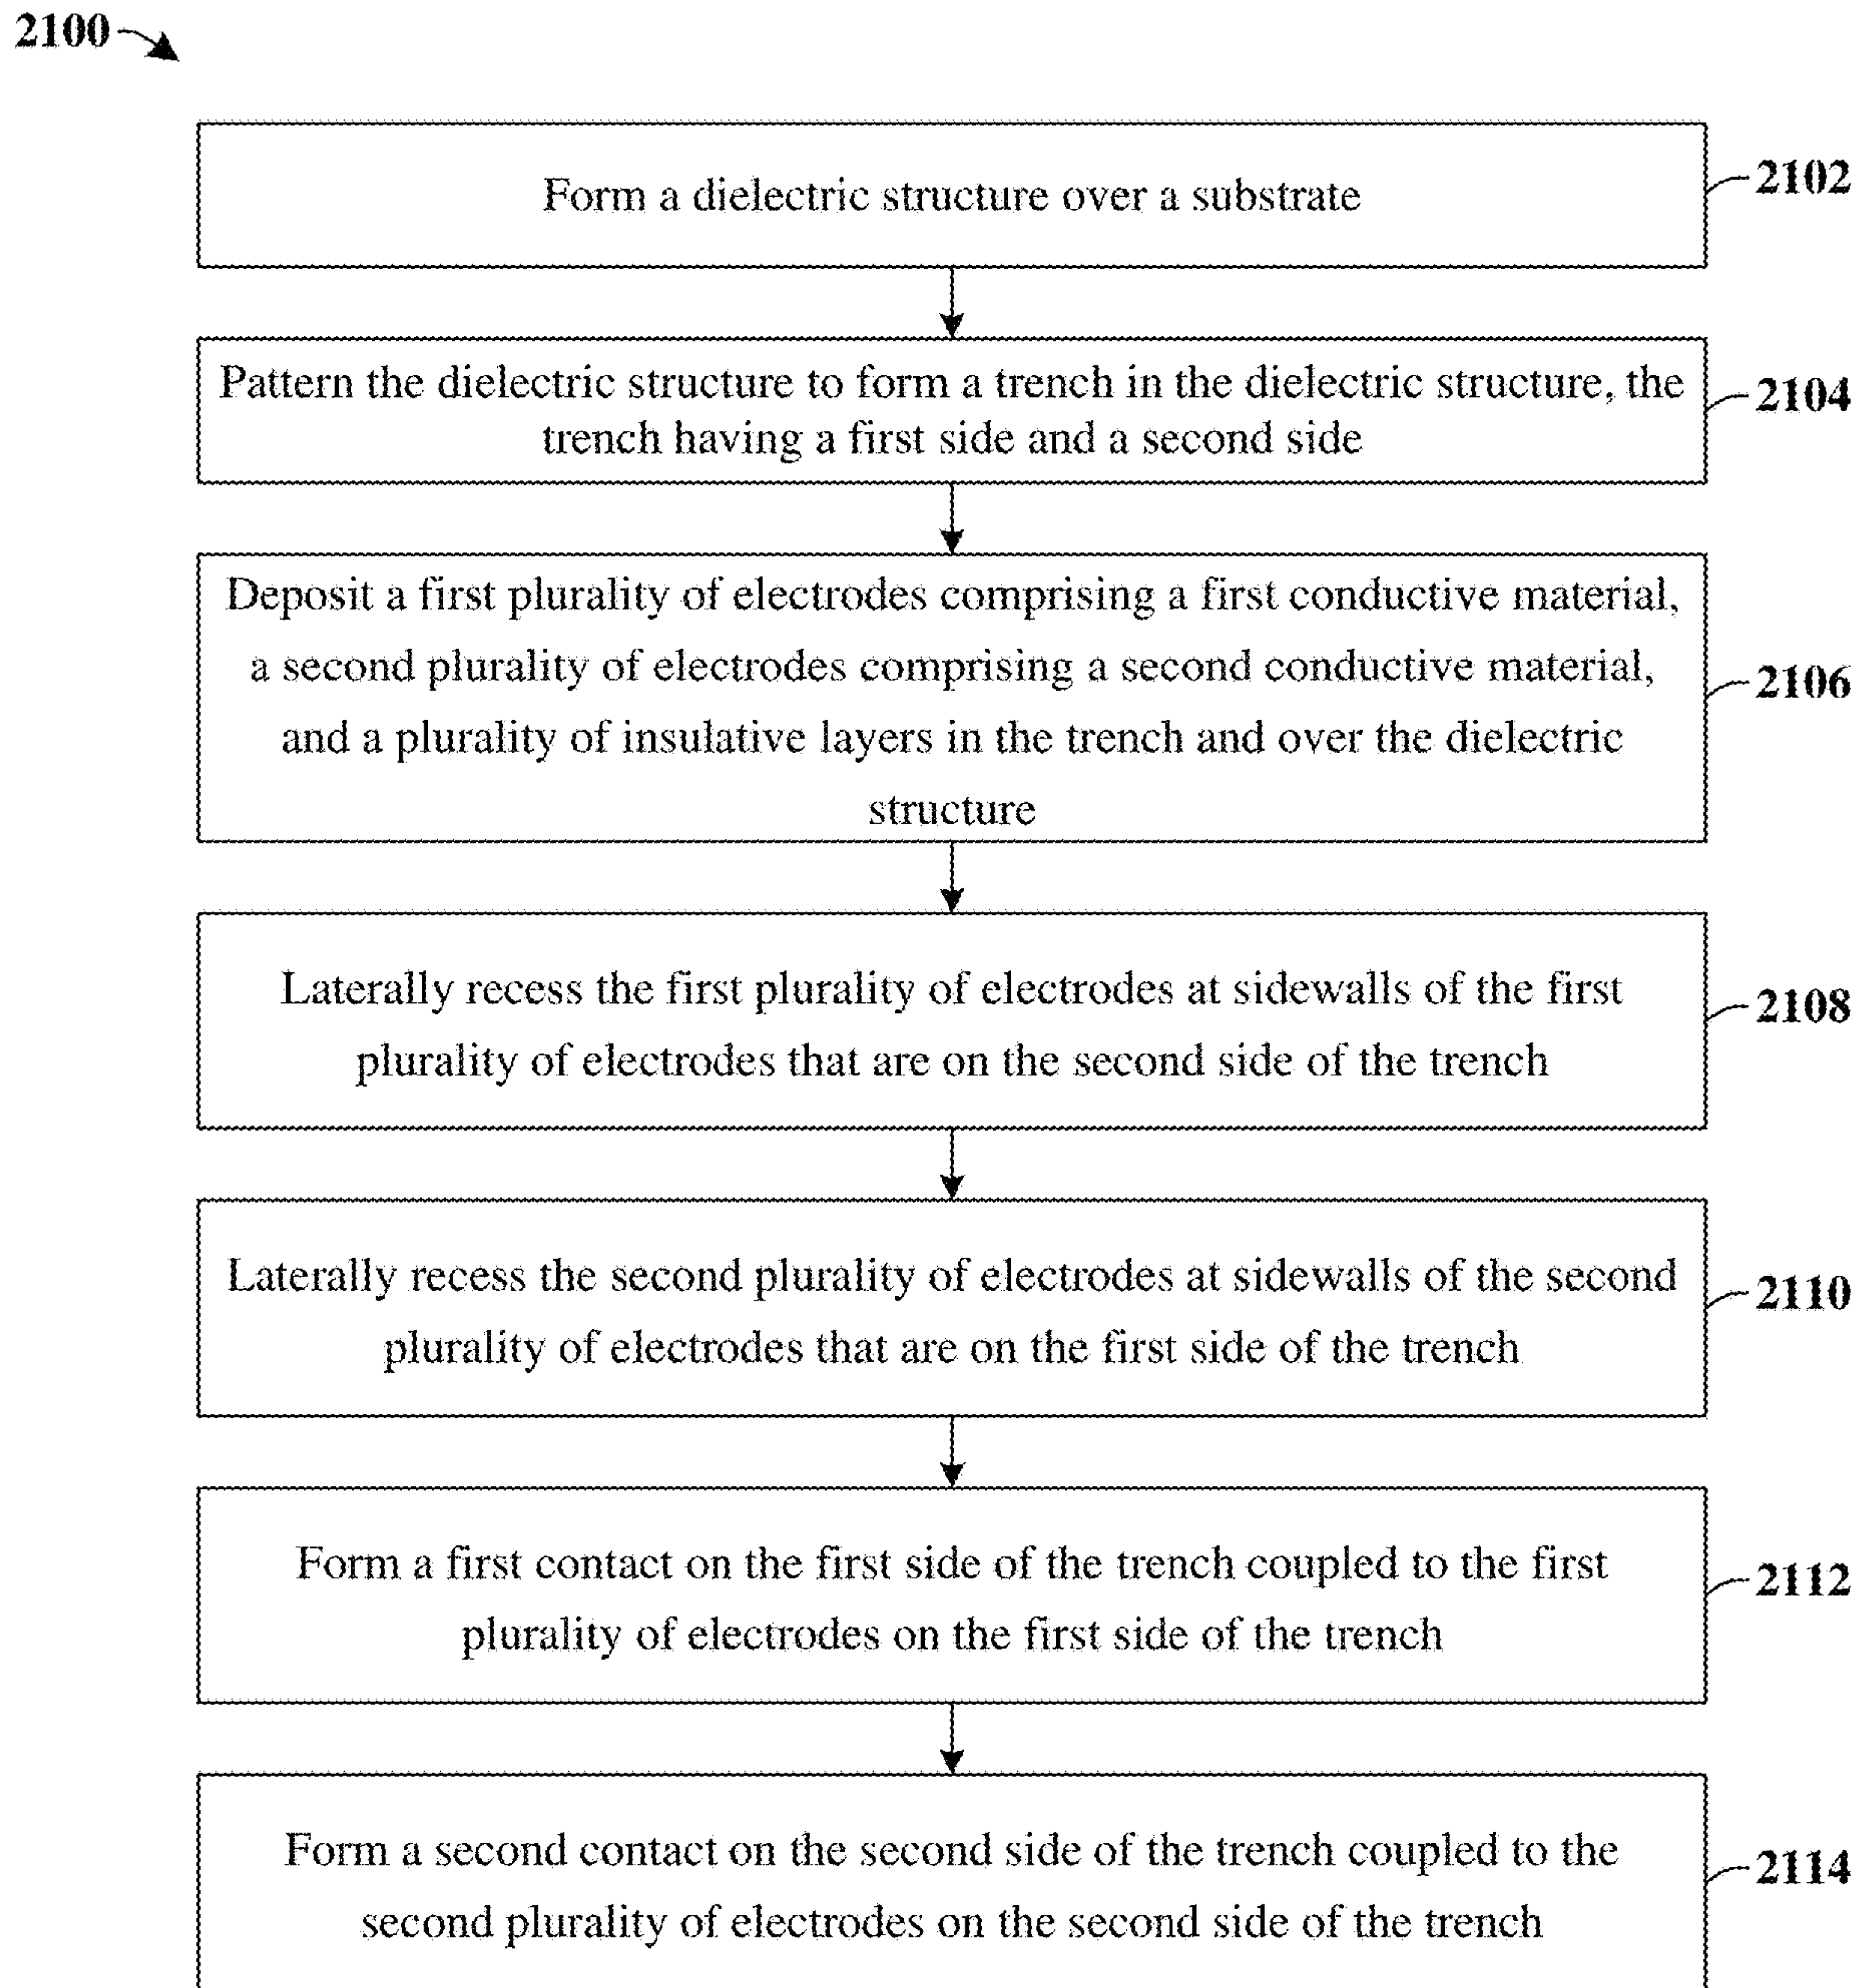 2100
Form a dielectric structure over a substrate
2102
Pattern the dielectric structure to form a trench in the dielectric structure, the
trench having a first side and a second side
2104
Deposit a first plurality of electrodes comprising a first conductive material,
a second plurality of electrodes comprising a second conductive material,
and a plurality of insulative layers in the trench and over the dielectric
structure
2106
Laterally recess the first plurality of electrodes at sidewalls of the first
plurality of electrodes that are on the second side of the trench
2108
Laterally recess the second plurality of electrodes at sidewalls of the second
plurality of electrodes that are on the first side of the trench
2110
Form a first contact on the first side of the trench coupled to the first
plurality of electrodes on the first side of the trench
2112
Form a second contact on the second side of the trench coupled to the
second plurality of electrodes on the second side of the trench
2114